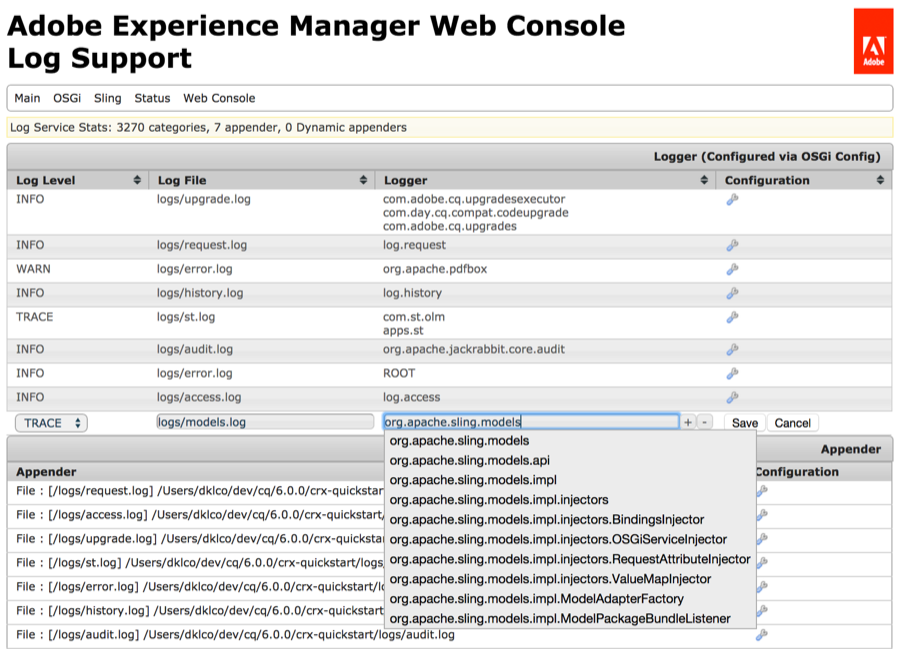 Adobe Experience Manager Web Console
Log Support
Adobe
Main OSGi Sling Status Web Console
Log Service Stats: 3270 categories, 7 appender, 0 Dynamic appenders
Logger (Configured via OSGi Config)
Log Level Log File Logger Configuration
INFO logs/upgrade.log com.adobe.cq.upgradesexecutor
com.day.cq.compat.codeupgrade
com.adobe.cq.upgrades
INFO logs/request.log log.request
WARN logs/error.log org.apache.pdfbox
INFO logs/history.log log.history
TRACE logs/st.log com.st.olm
apps.st
INFO logs/audit.log org.apache.jackrabbit.core.audit
INFO logs/error.log ROOT
INFO logs/access.log log.access
TRACE logs/models.log org.apache.sling.models + - Save Cancel
org.apache.sling.models
org.apache.sling.models.api
org.apache.sling.models.impl
org.apache.sling.models.impl.injectors
org.apache.sling.models.impl.injectors.BindingsInjector
org.apache.sling.models.impl.injectors.OSGiServiceInjector
org.apache.sling.models.impl.injectors.RequestAttributeInjector
org.apache.sling.models.impl.injectors.ValueMapInjector
org.apache.sling.models.impl.ModelAdapterFactory
org.apache.sling.models.impl.ModelPackageBundleListener
Appender
Appender Configuration
File : [/logs/request.log] /Users/dklco/dev/cq/6.0.0/crx-quickstart
File : [/logs/access.log] /Users/dklco/dev/cq/6.0.0/crx-quickstart/
File : [/logs/upgrade.log] /Users/dklco/dev/cq/6.0.0/crx-quickstar
File : [/logs/st.log] /Users/dklco/dev/cq/6.0.0/crx-quickstart/logs
File : [/logs/error.log] /Users/dklco/dev/cq/6.0.0/crx-quickstart/lo
File : [/logs/history.log] /Users/dklco/dev/cq/6.0.0/crx-quickstart
File : [/logs/audit.log] /Users/dklco/dev/cq/6.0.0/crx-quickstart/logs/audit.log